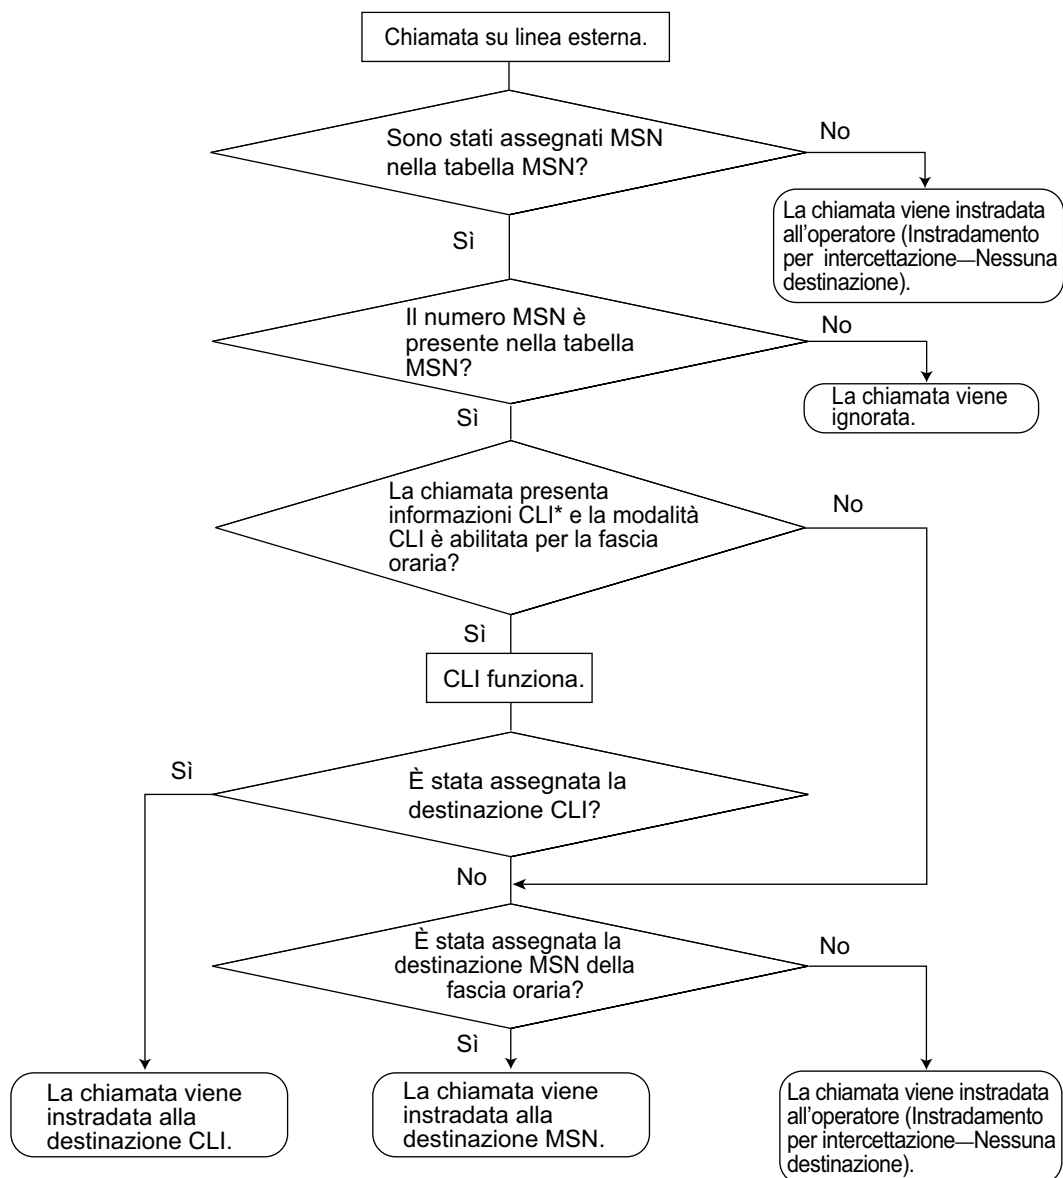 Chiamata su linea esterna.
Sono stati assegnati MSN
nella tabella MSN?
No
La chiamata viene instradata
all'operatore (Instradamento
per intercettazione—Nessuna
destinazione).
Sì
Il numero MSN è
presente nella tabella
MSN?
No
La chiamata viene
ignorata.
Sì
La chiamata presenta
informazioni CLI* e la modalità
CLI è abilitata per la fascia
oraria?
No
Sì
CLI funziona.
Sì
È stata assegnata la
destinazione CLI?
No
È stata assegnata la
destinazione MSN della
fascia oraria?
No
Sì
La chiamata viene
instradata alla
destinazione CLI.
La chiamata viene
instradata alla
destinazione MSN.
La chiamata viene instradata
all'operatore (Instradamento
per intercettazione—Nessuna
destinazione).